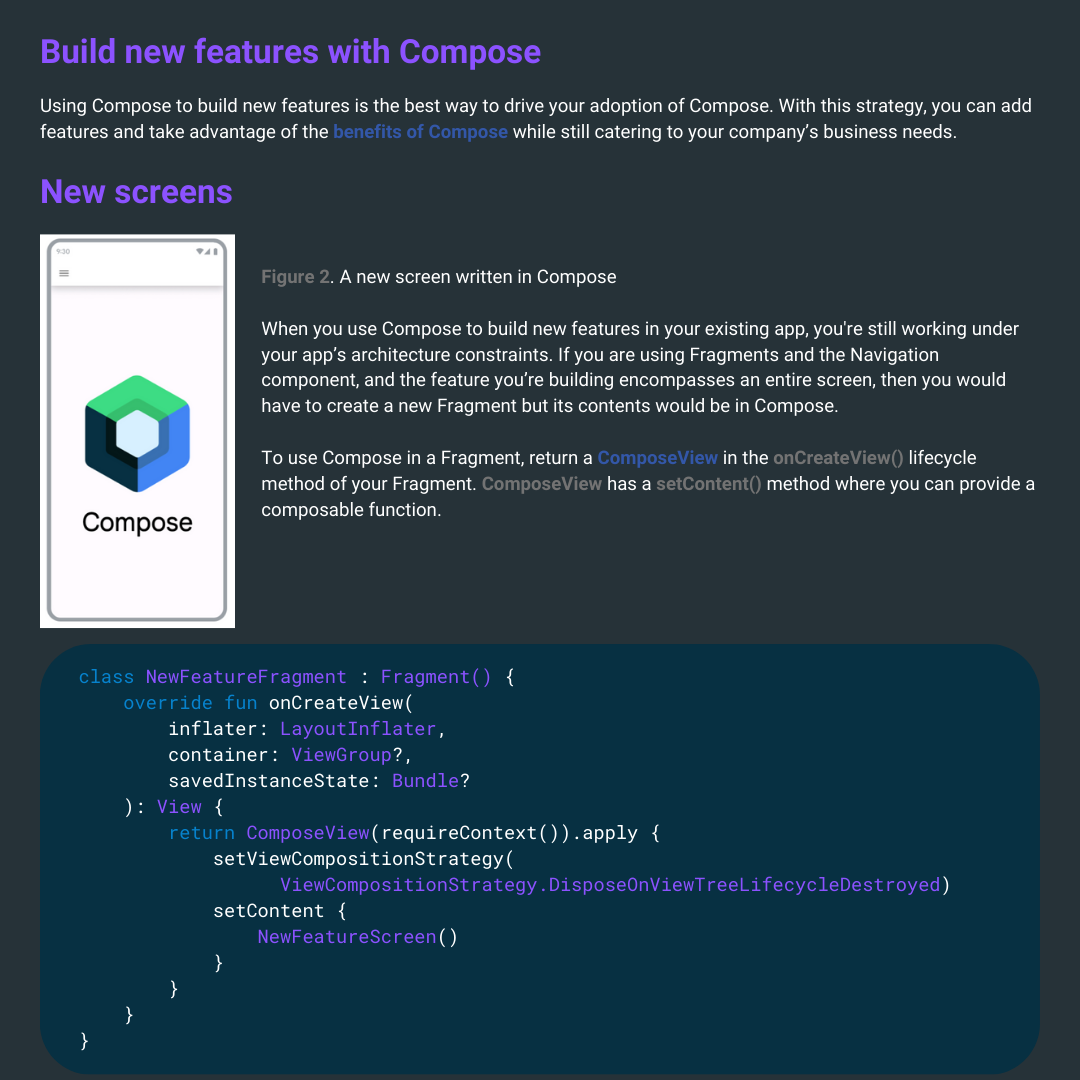 Build new features with Compose
Using Compose to build new features is the best way to drive your adoption of Compose. With this strategy, you can add
features and take advantage of the benefits of Compose while still catering to your company’s business needs.
New screens
9:30
Compose
Figure 2. A new screen written in Compose
When you use Compose to build new features in your existing app, you're still working under
your app’s architecture constraints. If you are using Fragments and the Navigation
component, and the feature you’re building encompasses an entire screen, then you would
have to create a new Fragment but its contents would be in Compose.
To use Compose in a Fragment, return a ComposeView in the onCreateView() lifecycle
method of your Fragment. ComposeView has a setContent() method where you can provide a
composable function.
class NewFeatureFragment : Fragment() {
    override fun onCreateView(
        inflater: LayoutInflater,
        container: ViewGroup?,
        savedInstanceState: Bundle?
    ): View {
        return ComposeView(requireContext()).apply {
            setViewCompositionStrategy(
                  ViewCompositionStrategy.DisposeOnViewTreeLifecycleDestroyed)
            setContent {
                NewFeatureScreen()
            }
        }
    }
}